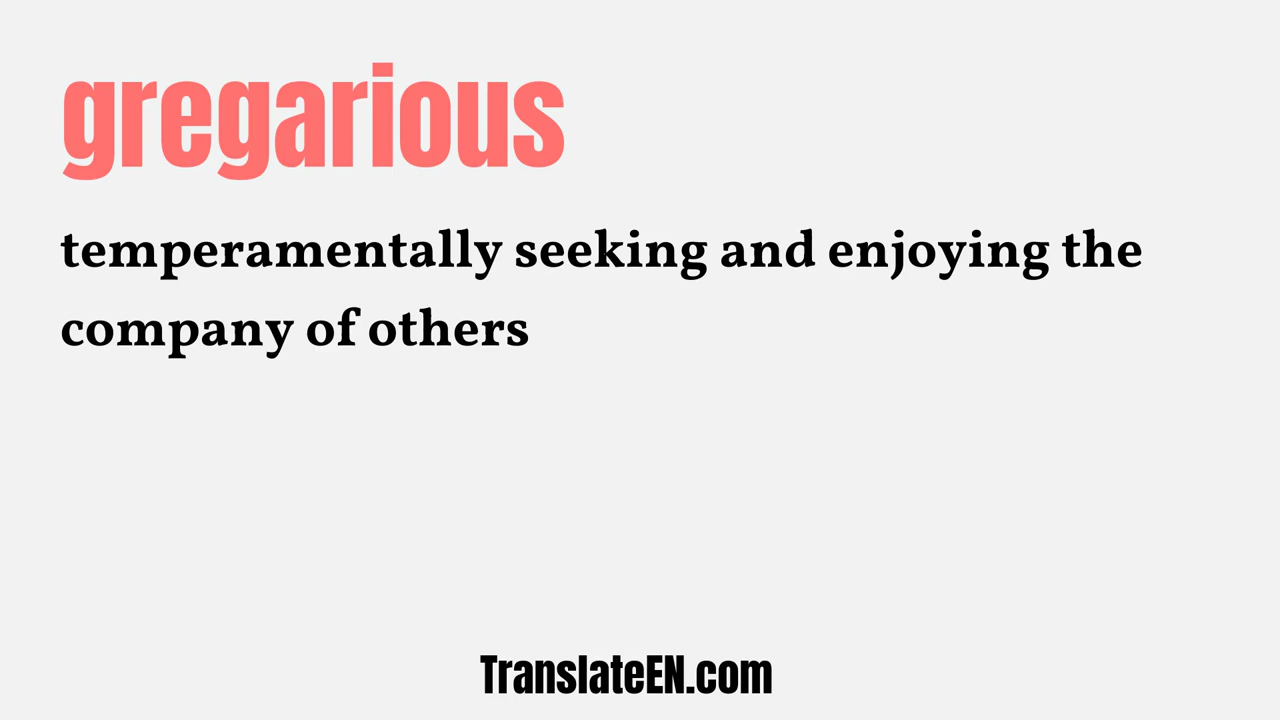 gregarious
temperamentally seeking and enjoying the
company of others
TranslateEN.com